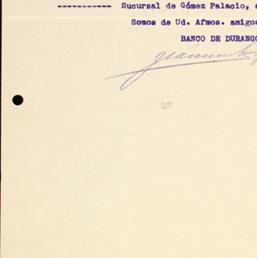 ----------- Sucursal de Gómez Palacio,
Somos de Ud. Afmos. amigo
BANCO DE DURANGO